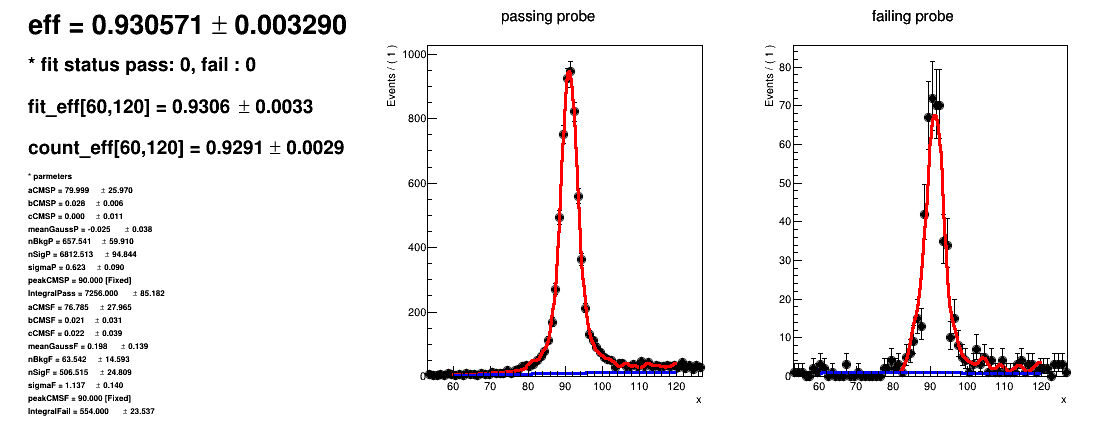 eff = 0.930571 ± 0.003290
* fit status pass: 0, fail : 0
fit_eff[60,120] = 0.9306 ± 0.0033
count_eff[60,120] = 0.9291 ± 0.0029
* parmeters
aCMSP = 79.999 ± 25.970
bCMSP = 0.028 ± 0.006
cCMSP = 0.000 ± 0.011
meanGaussP = -0.025 ± 0.038
nBkgP = 657.541 ± 59.910
nSigP = 6812.513 ± 94.844
sigmaP = 0.623 ± 0.090
peakCMSP = 90.000 [Fixed]
IntegralPass = 7256.000 ± 85.182
aCMSF = 76.785 ± 27.965
bCMSF = 0.021 ± 0.031
cCMSF = 0.022 ± 0.039
meanGaussF = 0.198 ± 0.139
nBkgF = 63.542 ± 14.593
nSigF = 506.515 ± 24.809
sigmaF = 1.137 ± 0.140
peakCMSF = 90.000 [Fixed]
IntegralFail = 554.000 ± 23.537
passing probe
Events / ( 1 )
1000
800
600
400
200
0
60 70 80 90 100 110 120
x
failing probe
Events / ( 1 )
80
70
60
50
40
30
20
10
0
60 70 80 90 100 110 120
x